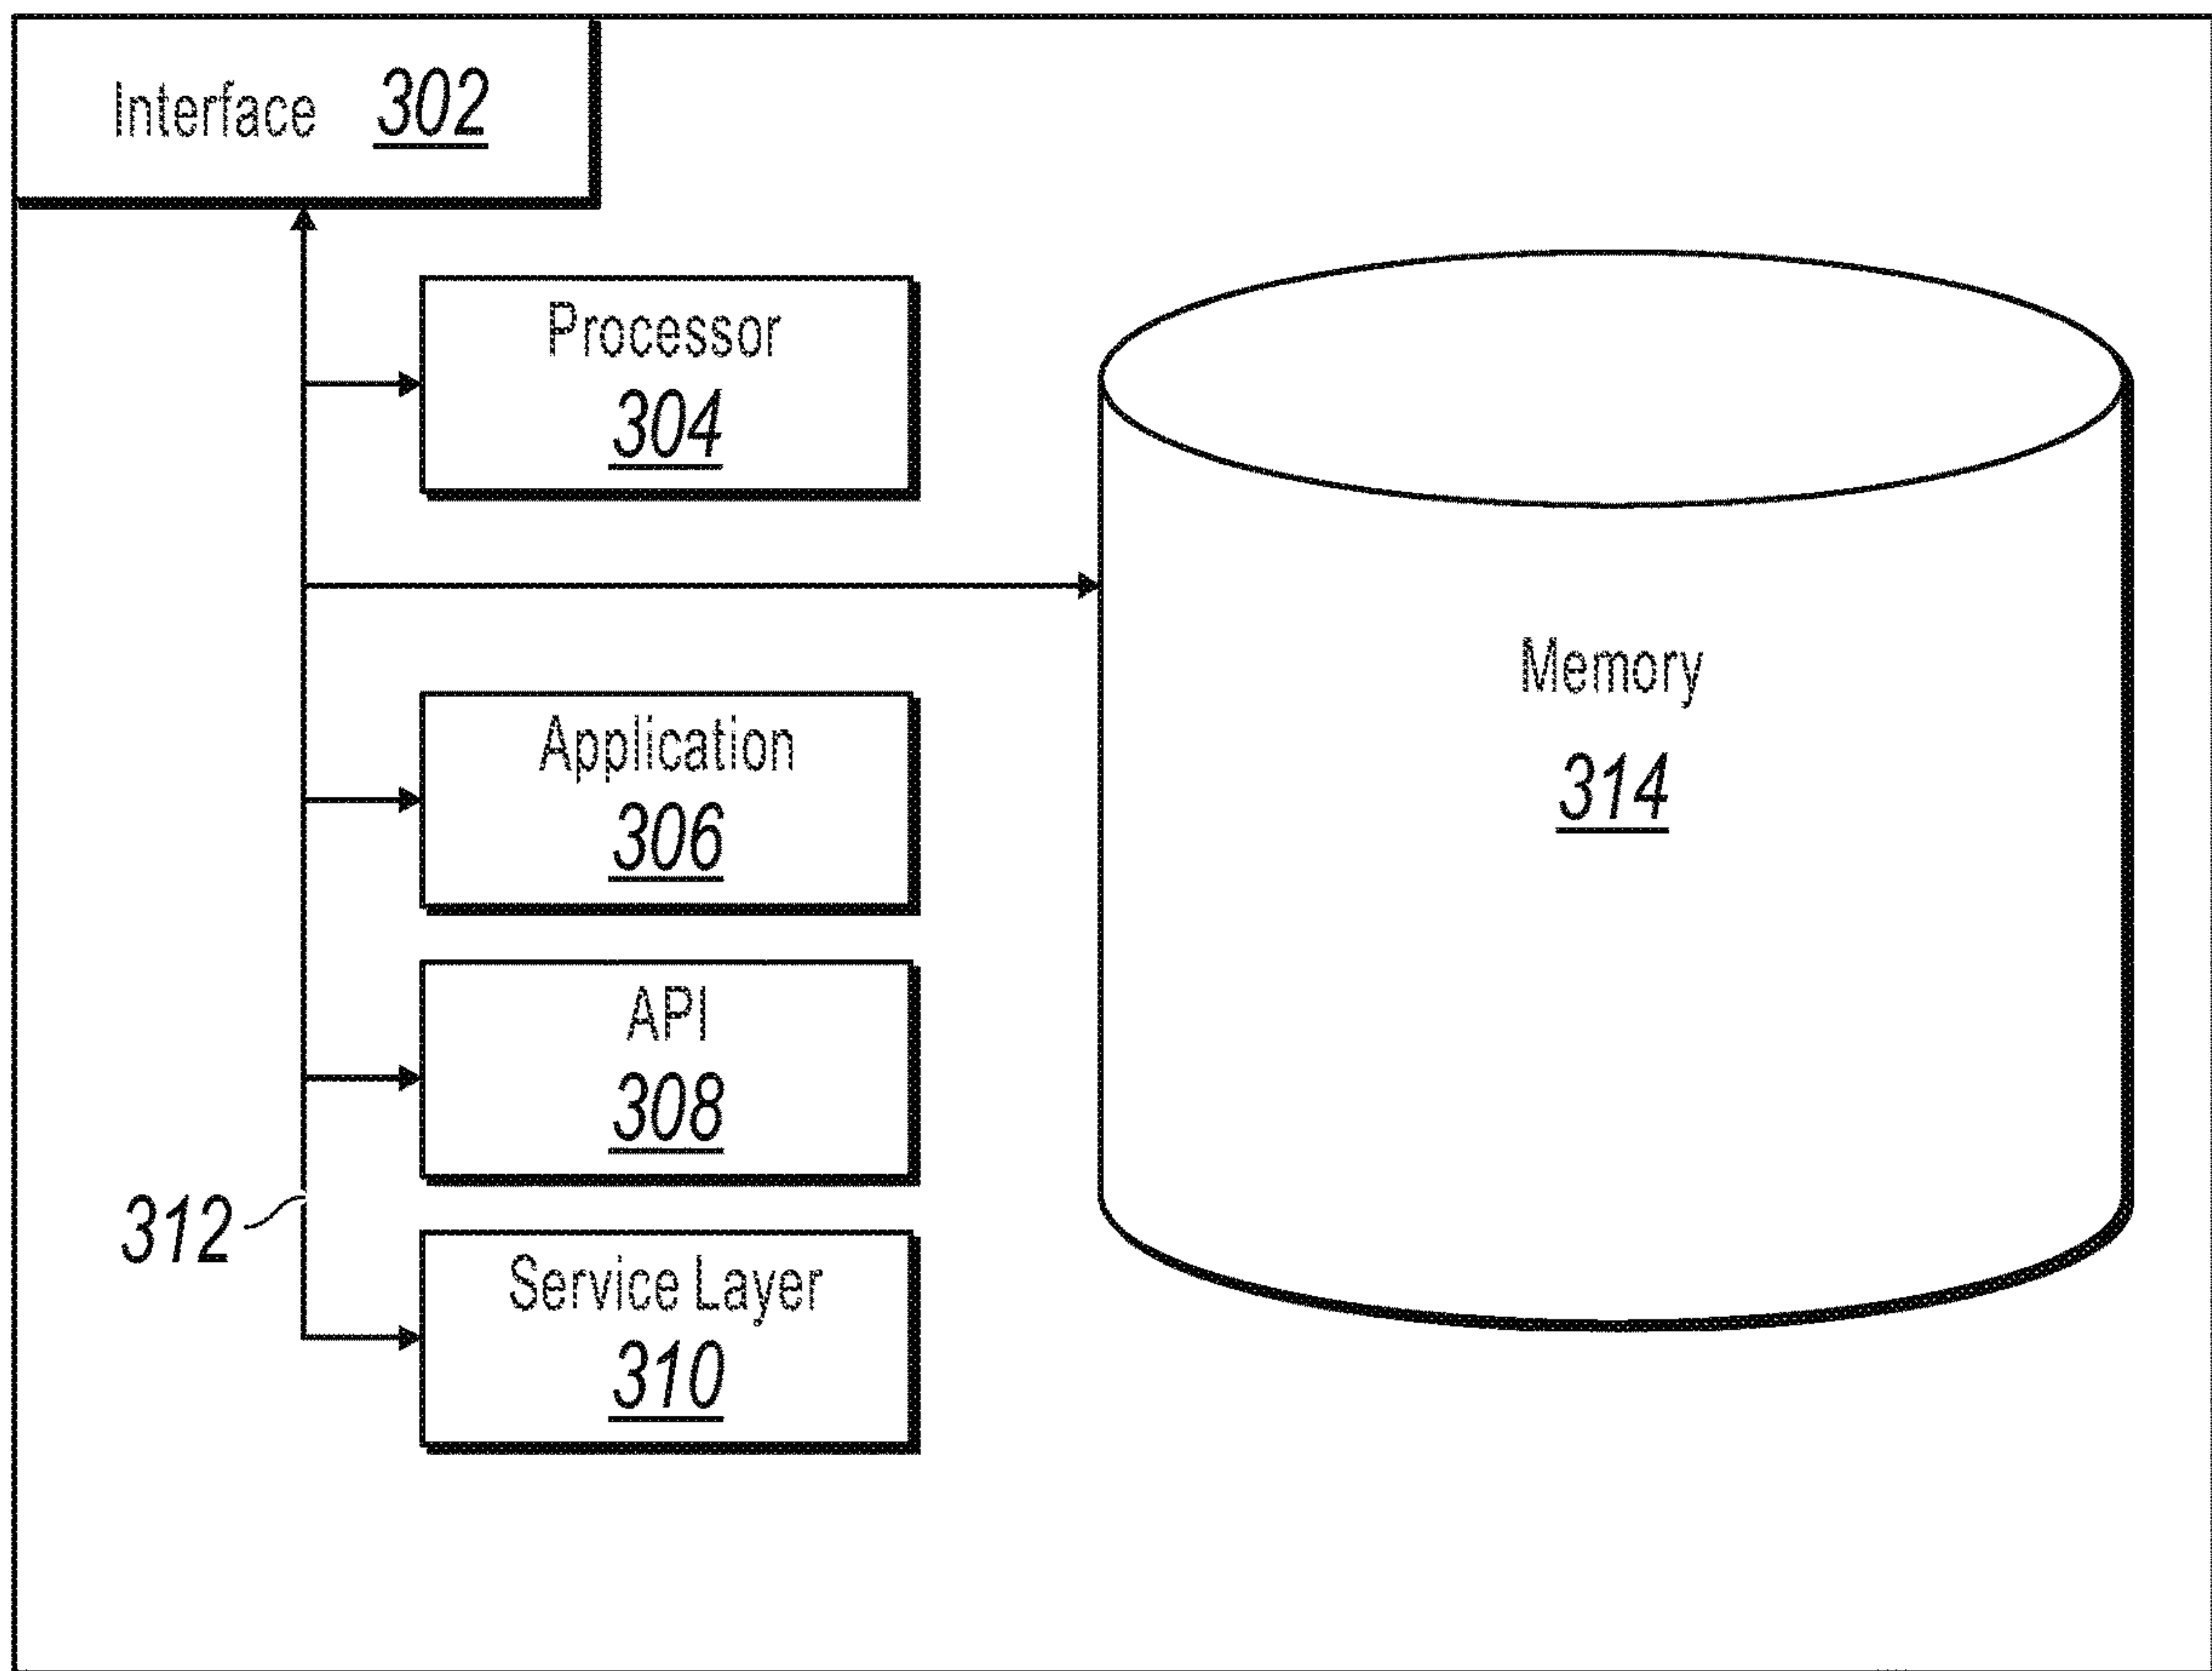 Interface 302
Processor
304
Memory
314
Application
306
API
308
312
Service Layer
310